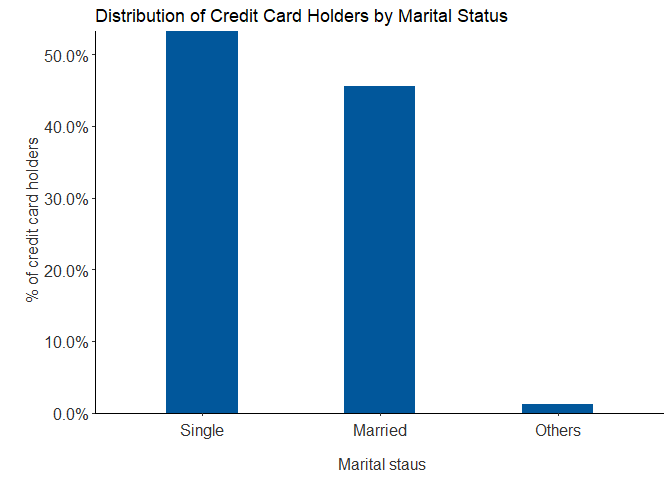 Distribution of Credit Card Holders by Marital Status
% of credit card holders
50.0%
40.0%
30.0%
20.0%
10.0%
0.0%
Single Married Others
Marital staus